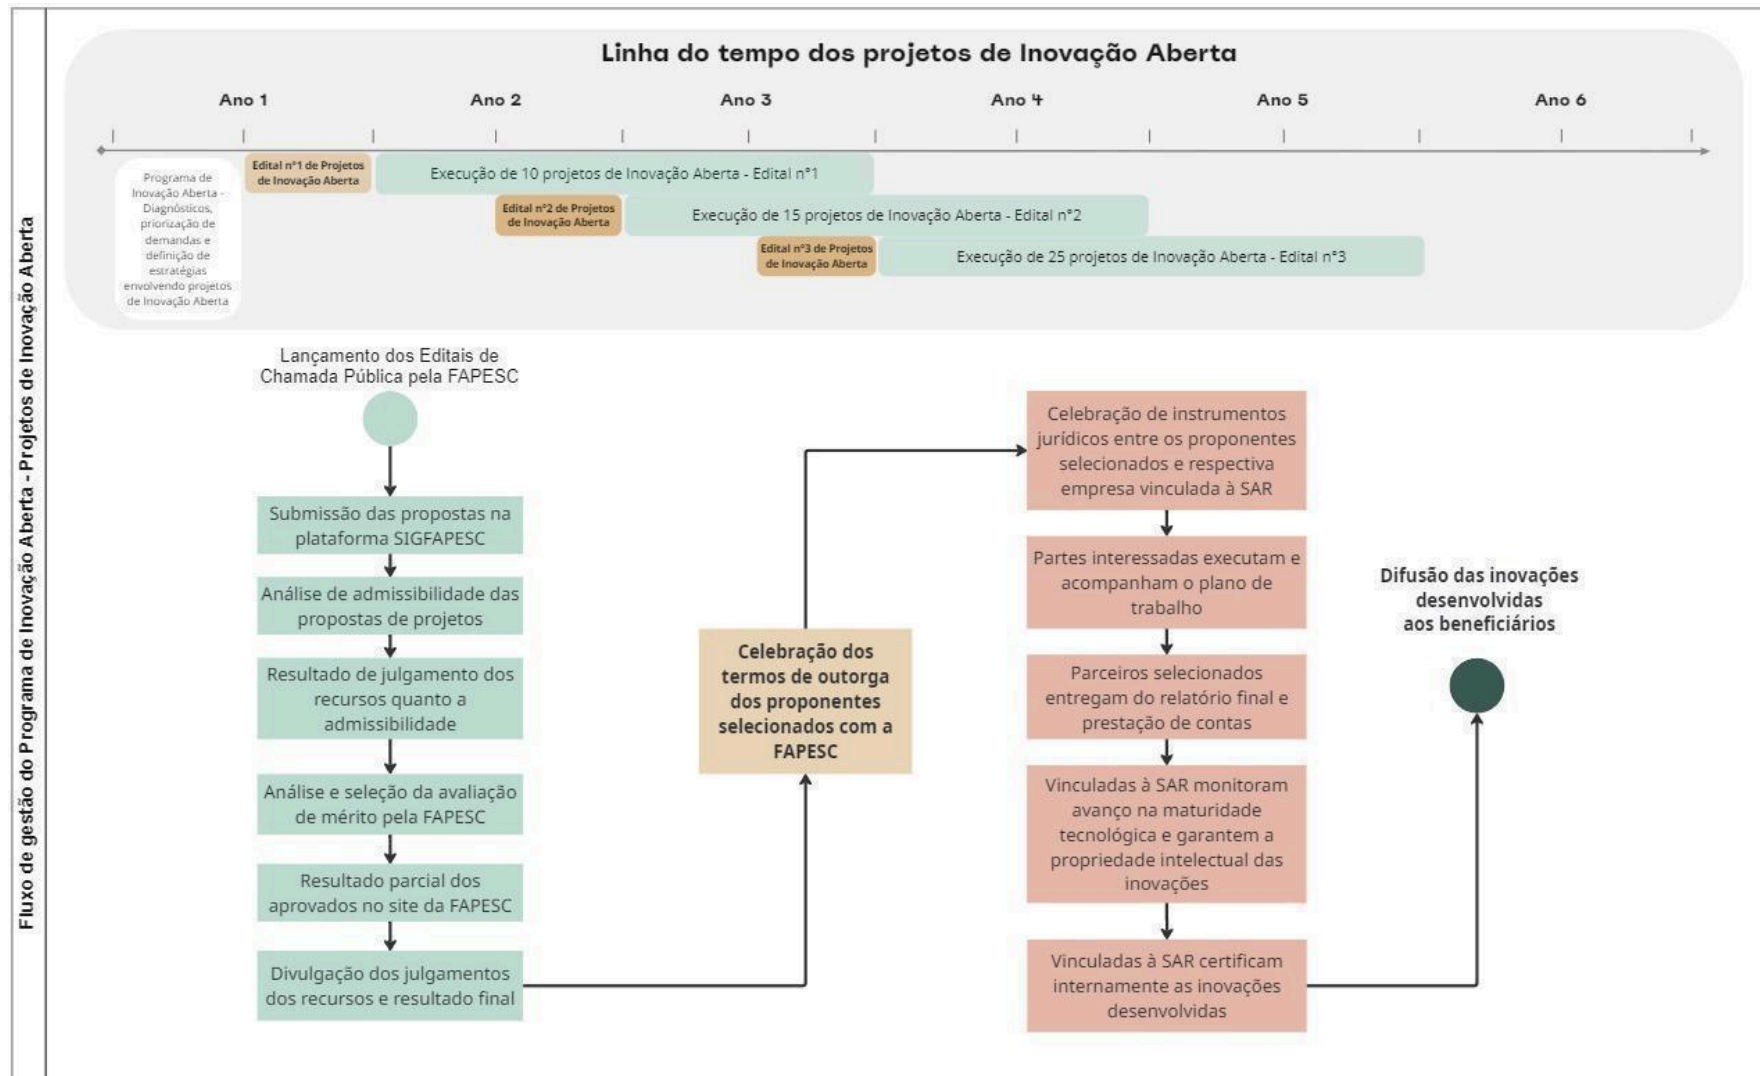 Fluxo de gestão do Programa de Inovação Aberta - Projetos de Inovação Aberta
Linha do tempo dos projetos de Inovação Aberta
Ano 1
Ano 2
Ano 3
Ano 4
Ano 5
Ano 6
Programa de
Inovação Aberta -
Diagnósticos,
priorização de
demandas e
definição de
estratégias
envolvendo projetos
de Inovação Aberta
Edital n°1 de Projetos
de Inovação Aberta
Execução de 10 projetos de Inovação Aberta - Edital n°1
Edital n°2 de Projetos
de Inovação Aberta
Execução de 15 projetos de Inovação Aberta - Edital n°2
Edital n°3 de Projetos
de Inovação Aberta
Execução de 25 projetos de Inovação Aberta - Edital n°3
Lançamento dos Editais de
Chamada Pública pela FAPESC
Submissão das propostas na
plataforma SIGFAPESC
Análise de admissibilidade das
propostas de projetos
Resultado de julgamento dos
recursos quanto a
admissibilidade
Análise e seleção da avaliação
de mérito pela FAPESC
Resultado parcial dos
aprovados no site da FAPESC
Divulgação dos julgamentos
dos recursos e resultado final
Celebração dos
termos de outorga
dos proponentes
selecionados com a
FAPESC
Celebração de instrumentos
jurídicos entre os proponentes
selecionados e respectiva
empresa vinculada à SAR
Partes interessadas executam e
acompanham o plano de
trabalho
Parceiros selecionados
entregam do relatório final e
prestação de contas
Vinculadas à SAR monitoram
avanço na maturidade
tecnológica e garantem a
propriedade intelectual das
inovações
Vinculadas à SAR certificam
internamente as inovações
desenvolvidas
Difusão das inovações
desenvolvidas
aos beneficiários